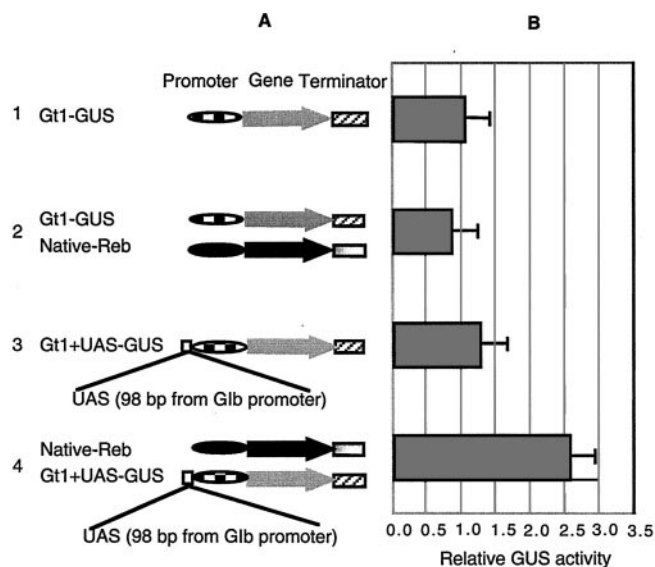 A
B
Promoter Gene Terminator
1 Gt1-GUS
2 Gt1-GUS
Native-Reb
3 Gt1+UAS-GUS
UAS (98 bp from Glb promoter)
4 Native-Reb
Gt1+UAS-GUS
UAS (98 bp from Glb promoter)
0.0 0.5 1.0 1.5 2.0 2.5 3.0 3.5
Relative GUS activity